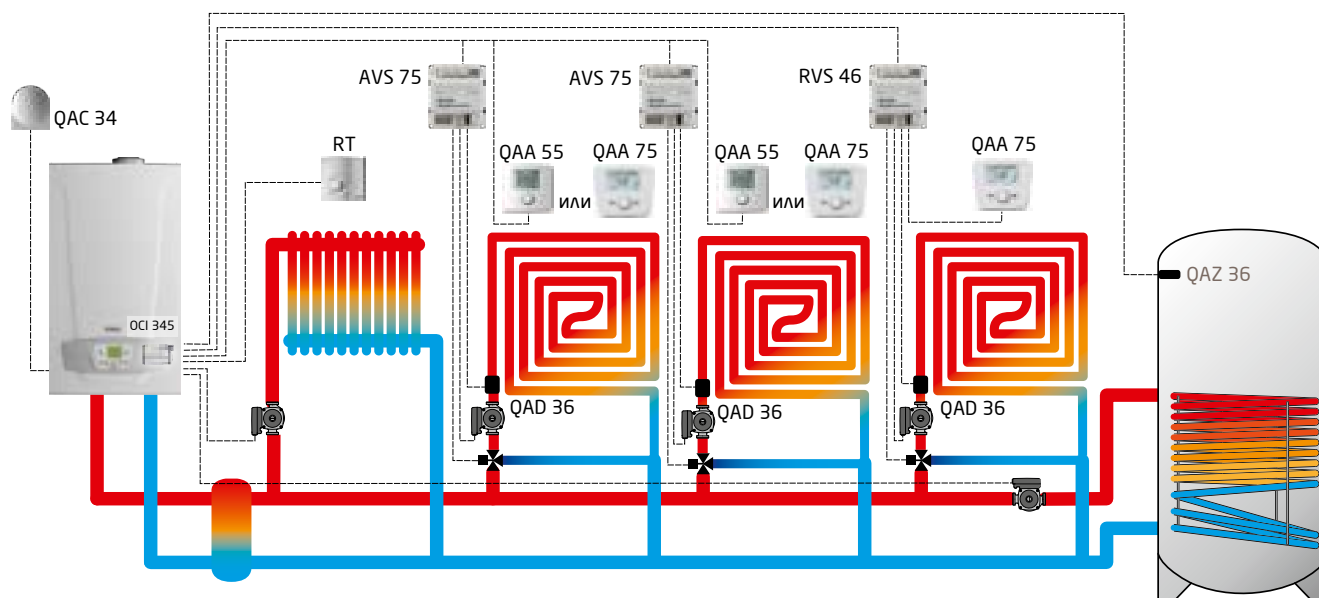 AVS 75
AVS 75
RVS 46
QAC 34
RT
QAA 55
QAA 75
QAA 55
QAA 75
QAA 75
или
или
QAZ 36
OCI 345
QAD 36
QAD 36
QAD 36